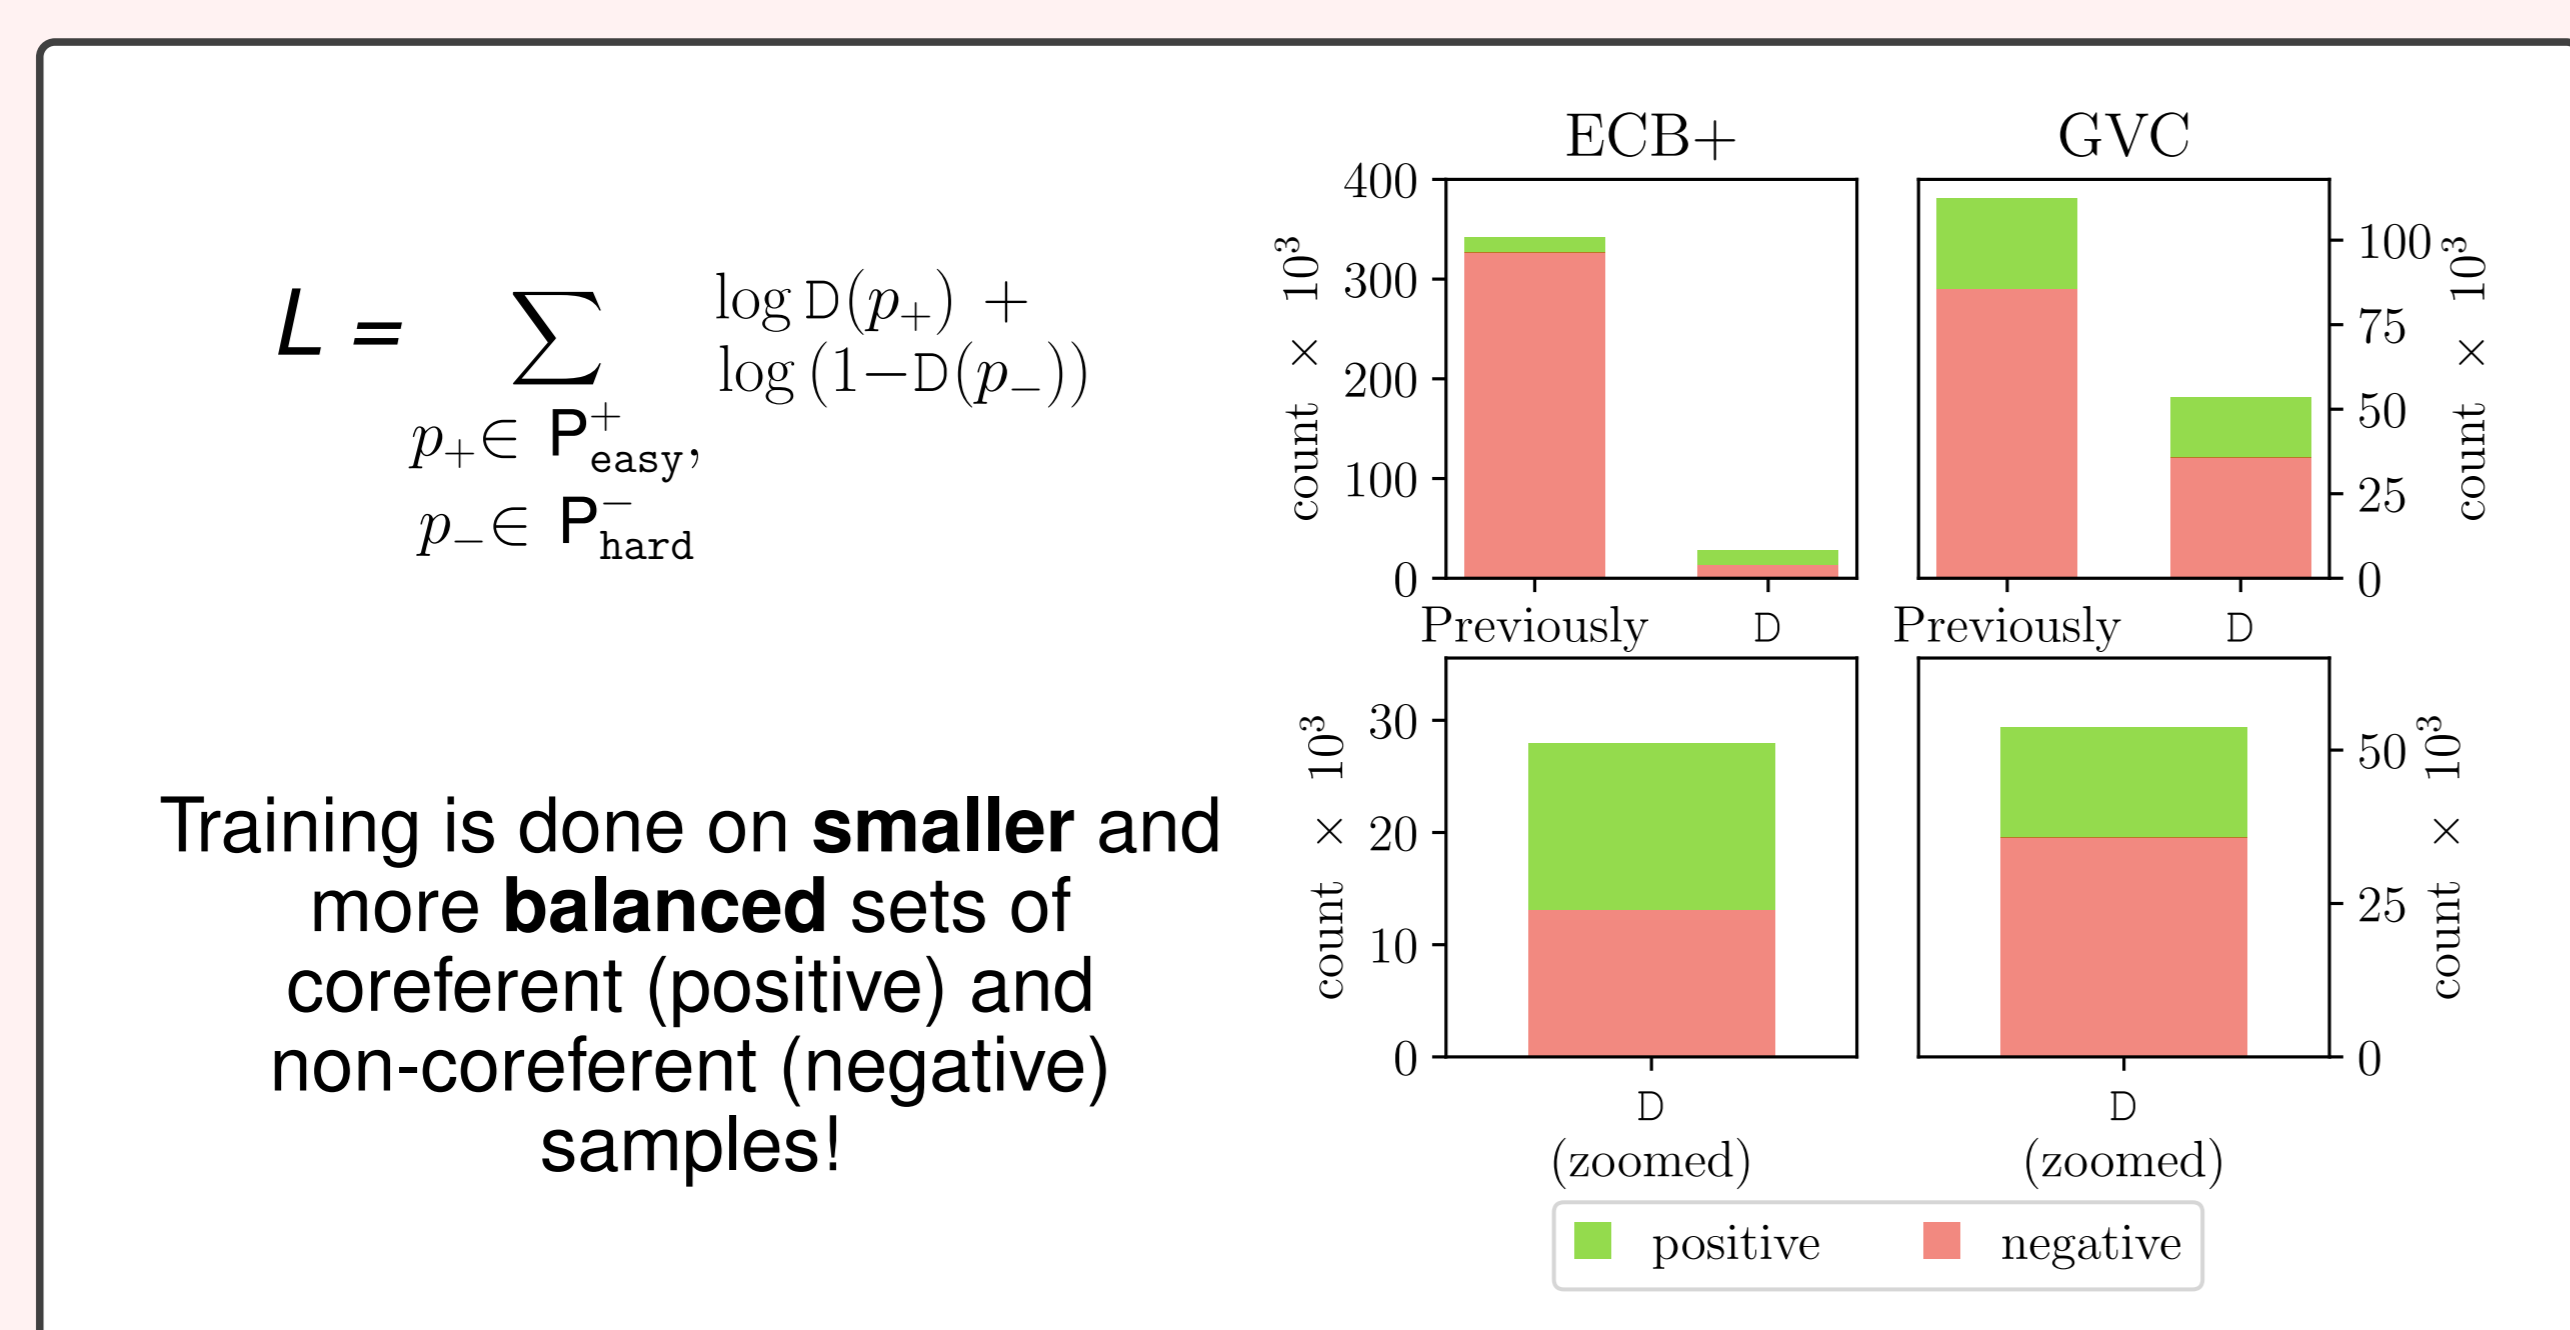 L = ∑ log D(p₊) +
log (1−D(p₋))
p₊∈ P⁺easy,
p₋∈ P⁻hard
Training is done on smaller and
more balanced sets of
coreferent (positive) and
non-coreferent (negative)
samples!
ECB+
GVC
400
300
200
100
0
count × 10³
Previously
D
100
75
50
25
0
count × 10³
Previously
D
30
20
10
0
count × 10³
D
(zoomed)
50
25
0
count × 10³
D
(zoomed)
positive
negative